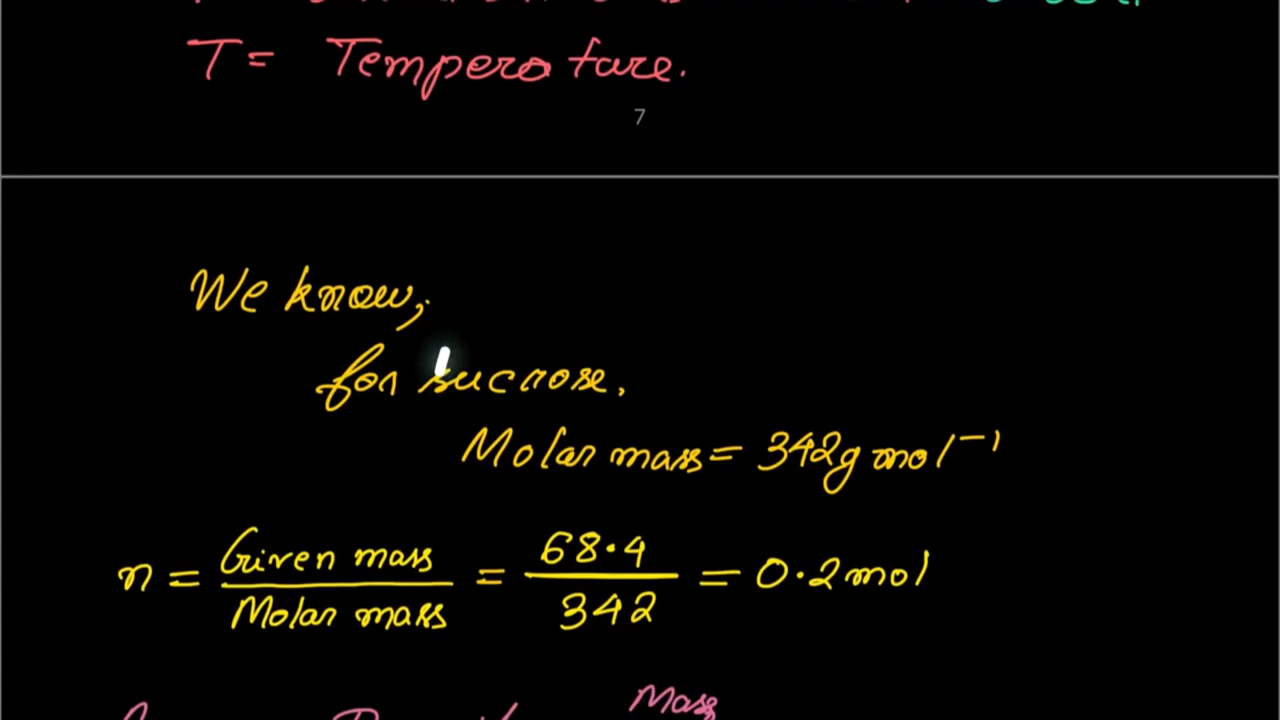 T = Temperature.
7
We know,
for sucrose,
Molar mass = 342g mol⁻¹
n = Given mass / Molar mass = 68.4 / 342 = 0.2 mol
Mass